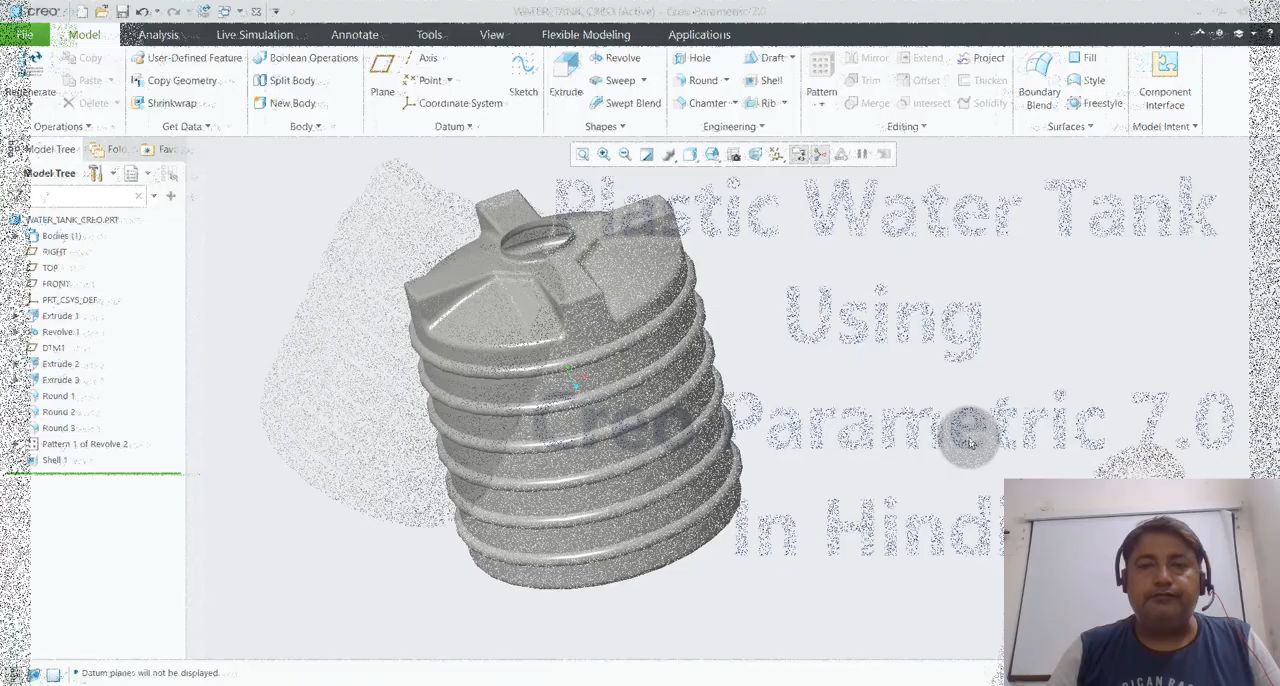 creo
WATER_TANK_CREO (Active) - Creo Parametric 7.0
File Model Analysis Live Simulation Annotate Tools View Flexible Modeling Applications
Regenerate
Copy
Paste
Delete
Operations
User-Defined Feature
Copy Geometry
Shrinkwrap
Get Data
Boolean Operations
Split Body
New Body
Body
Plane
Axis
Point
Coordinate System
Datum
Sketch
Extrude
Revolve
Sweep
Swept Blend
Shapes
Hole
Round
Chamfer
Draft
Shell
Rib
Engineering
Pattern
Mirror
Trim
Merge
Extend
Offset
Intersect
Project
Thicken
Solidify
Editing
Boundary
Blend
Fill
Style
Freestyle
Surfaces
Component
Interface
Model Intent
Model Tree
Model Tree
WATER_TANK_CREO.PRT
Bodies (1)
RIGHT
TOP
FRONT
PRT_CSYS_DEF
Extrude 1
Revolve 1
DTM1
Extrude 2
Extrude 3
Round 1
Round 2
Round 3
Pattern 1 of Revolve 2
Shell 1
Plastic Water Tank
Using
Creo Parametric 7.0
In Hindi
Datum planes will not be displayed.